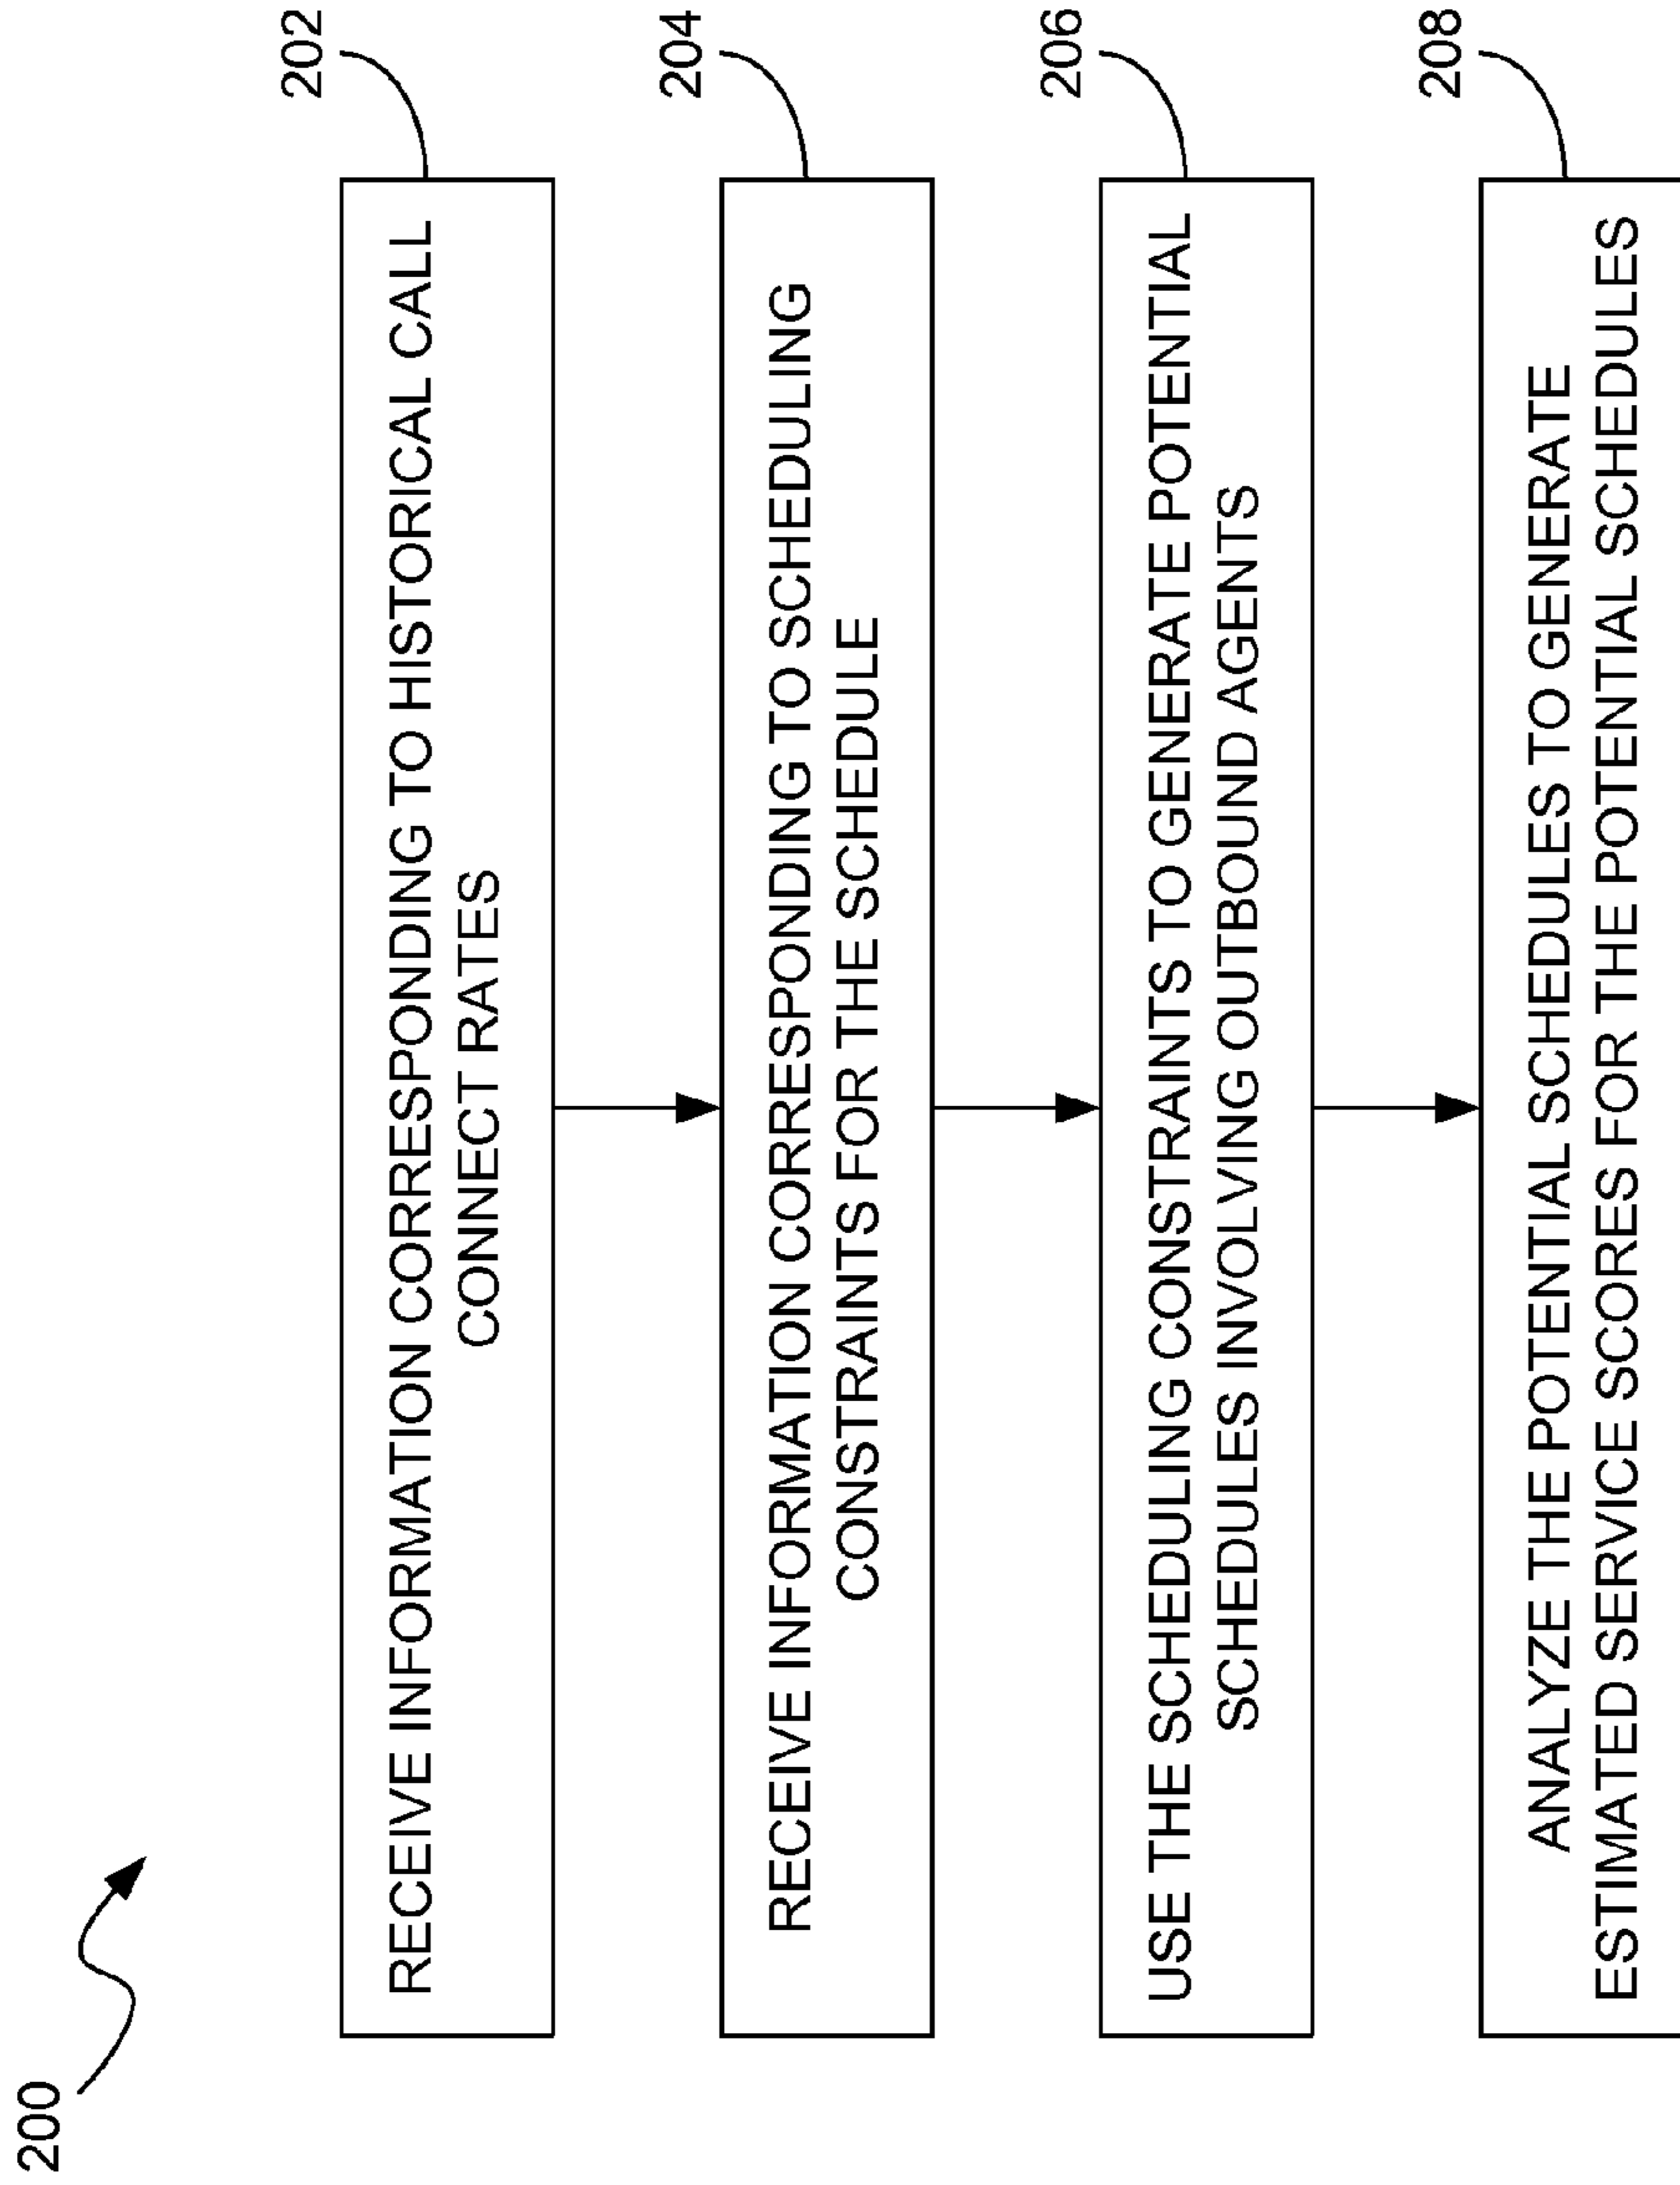 200
202
RECEIVE INFORMATION CORRESPONDING TO HISTORICAL CALL
CONNECT RATES
204
RECEIVE INFORMATION CORRESPONDING TO SCHEDULING
CONSTRAINTS FOR THE SCHEDULE
206
USE THE SCHEDULING CONSTRAINTS TO GENERATE POTENTIAL
SCHEDULES INVOLVING OUTBOUND AGENTS
208
ANALYZE THE POTENTIAL SCHEDULES TO GENERATE
ESTIMATED SERVICE SCORES FOR THE POTENTIAL SCHEDULES